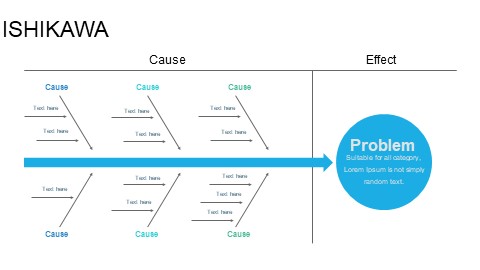 ISHIKAWA
Cause
Effect
Cause
Cause
Cause
Text here
Text here
Text here
Text here
Text here
Text here
Problem
Suitable for all category,
Lorem Ipsum is not simply
random text.
Text here
Text here
Text here
Text here
Text here
Text here
Cause
Cause
Cause